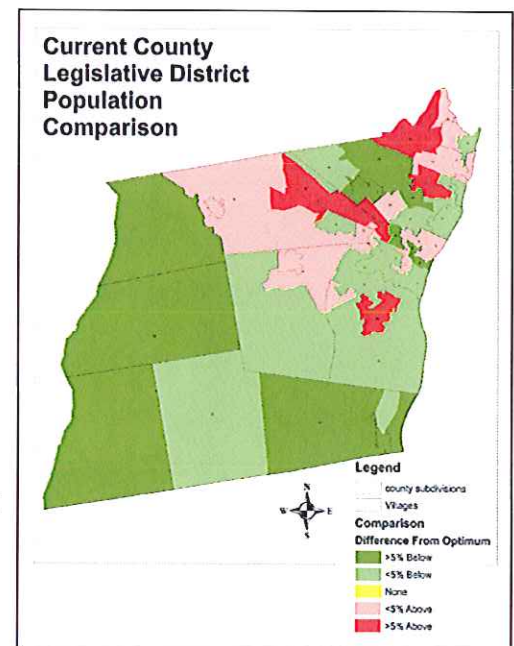 Current County
Legislative District
Population
Comparison
N
W E
S
Legend
county subdivisions
Villages
Comparison
Difference From Optimum
>5% Below
<5% Below
None
<5% Above
>5% Above